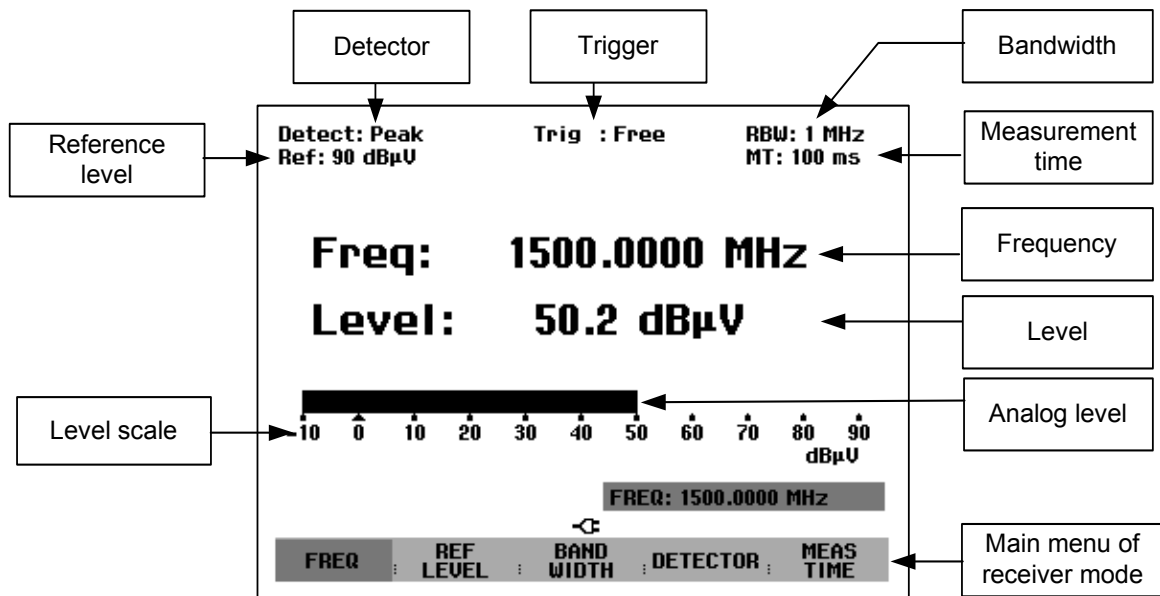 Detector
Trigger
Bandwidth
Reference
level
Detect: Peak
Trig : Free
RBW: 1 MHz
Ref: 90 dBµV
MT: 100 ms
Measurement
time
Freq: 1500.0000 MHz
Frequency
Level: 50.2 dBµV
Level
Analog level
Level scale
-10 0 10 20 30 40 50 60 70 80 90
dBµV
FREQ: 1500.0000 MHz
FREQ
REF
LEVEL
BAND
WIDTH
DETECTOR
MEAS
TIME
Main menu of
receiver mode